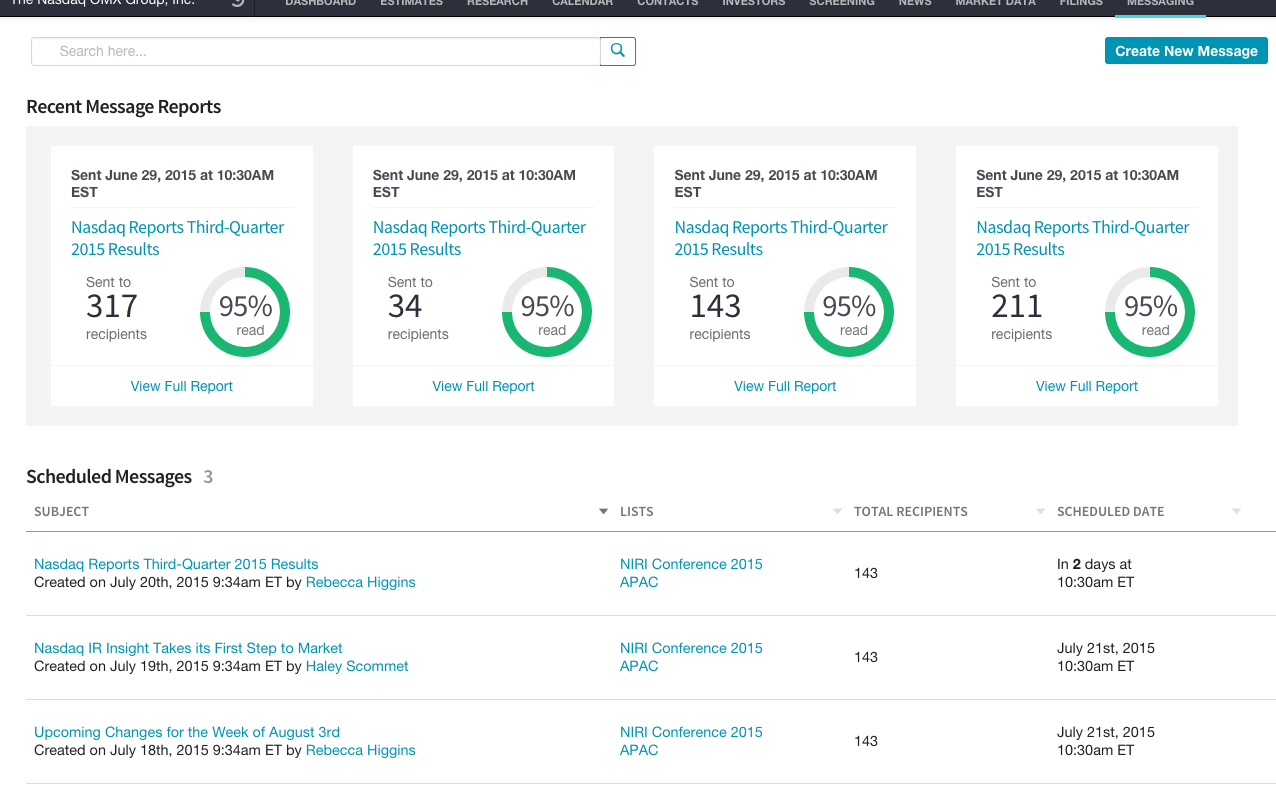 The Nasdaq OMX Group, Inc.
DASHBOARD ESTIMATES RESEARCH CALENDAR CONTACTS INVESTORS SCREENING NEWS MARKET DATA FILINGS MESSAGING
Search here...
Create New Message
Recent Message Reports
Sent June 29, 2015 at 10:30AM
EST
Nasdaq Reports Third-Quarter
2015 Results
Sent to
317
recipients
95%
read
View Full Report
Sent June 29, 2015 at 10:30AM
EST
Nasdaq Reports Third-Quarter
2015 Results
Sent to
34
recipients
95%
read
View Full Report
Sent June 29, 2015 at 10:30AM
EST
Nasdaq Reports Third-Quarter
2015 Results
Sent to
143
recipients
95%
read
View Full Report
Sent June 29, 2015 at 10:30AM
EST
Nasdaq Reports Third-Quarter
2015 Results
Sent to
211
recipients
95%
read
View Full Report
Scheduled Messages 3
SUBJECT LISTS TOTAL RECIPIENTS SCHEDULED DATE
Nasdaq Reports Third-Quarter 2015 Results
Created on July 20th, 2015 9:34am ET by Rebecca Higgins
NIRI Conference 2015
APAC
143
In 2 days at
10:30am ET
Nasdaq IR Insight Takes its First Step to Market
Created on July 19th, 2015 9:34am ET by Haley Scommet
NIRI Conference 2015
APAC
143
July 21st, 2015
10:30am ET
Upcoming Changes for the Week of August 3rd
Created on July 18th, 2015 9:34am ET by Rebecca Higgins
NIRI Conference 2015
APAC
143
July 21st, 2015
10:30am ET